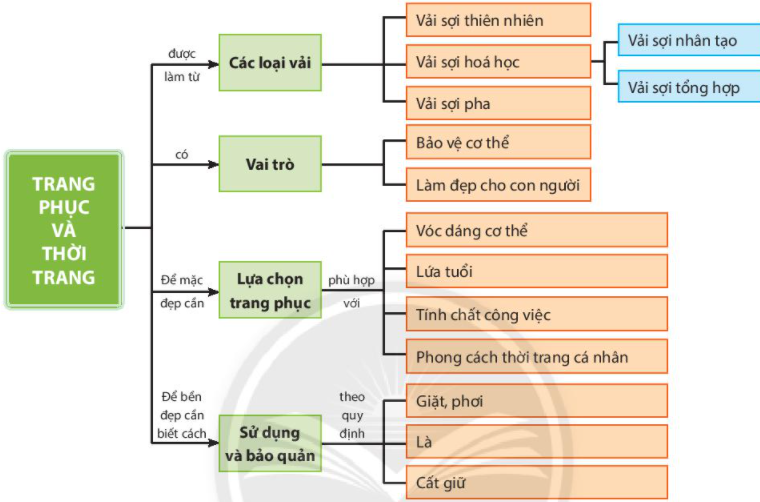 TRANG
PHỤC
VÀ
THỜI
TRANG
được
làm từ
Các loại vải
Vải sợi thiên nhiên
Vải sợi hoá học
Vải sợi nhân tạo
Vải sợi tổng hợp
Vải sợi pha
có
Vai trò
Bảo vệ cơ thể
Làm đẹp cho con người
Để mặc
đẹp cần
Lựa chọn
trang phục
phù hợp
với
Vóc dáng cơ thể
Lứa tuổi
Tính chất công việc
Phong cách thời trang cá nhân
Để bền
đẹp cần
biết cách
Sử dụng
và bảo quản
theo
quy
định
Giặt, phơi
Là
Cất giữ